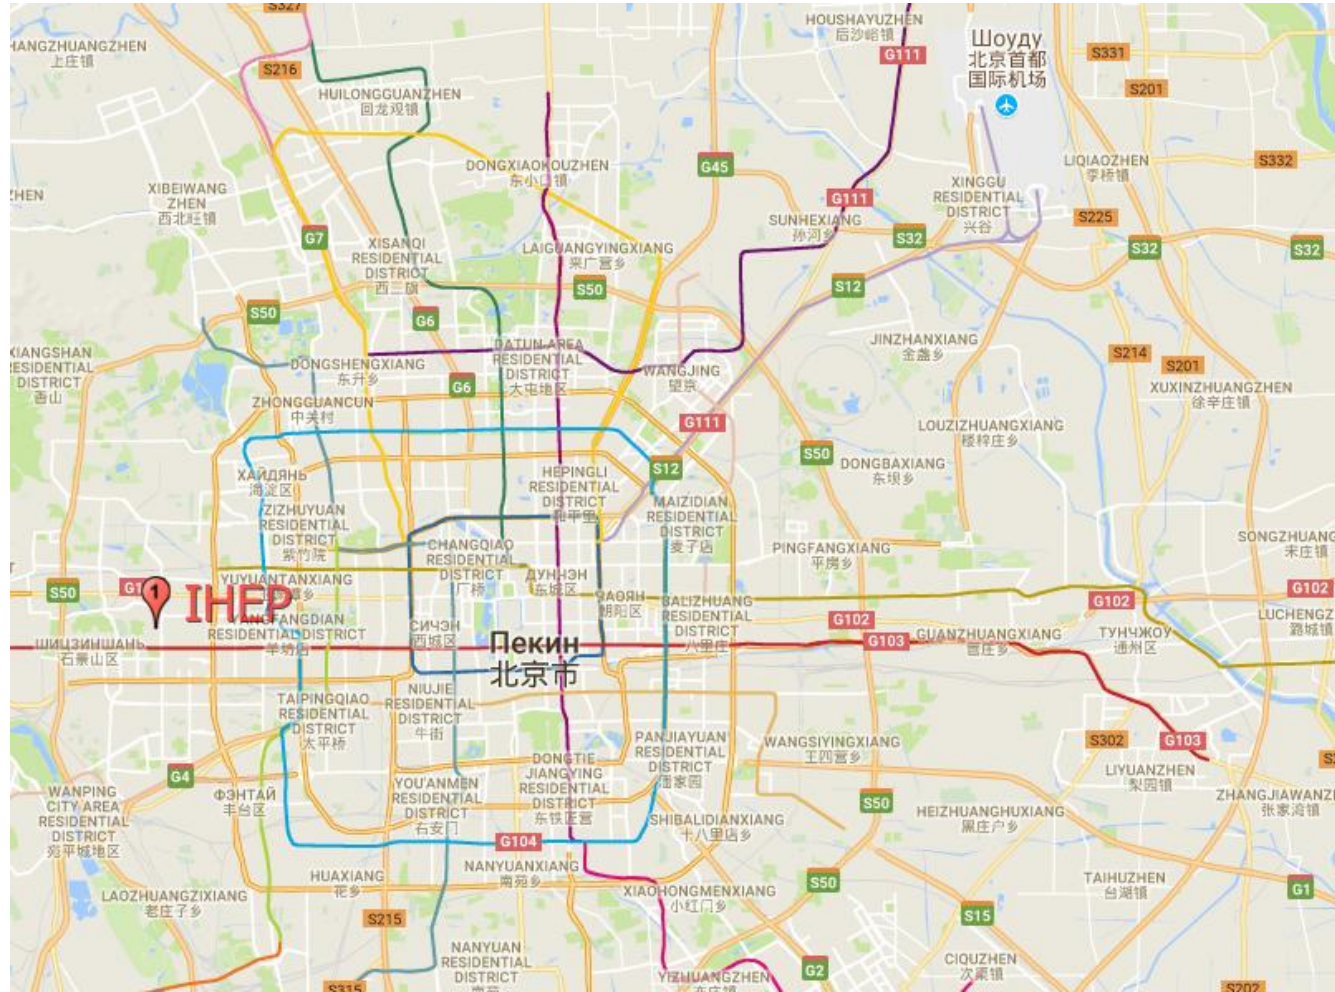 S327
HOUSHAYUZHEN
后沙峪镇
G111
Шоуду
北京首都
国际机场
S331
HANGZHUANGZHEN
上庄镇
S216
HUILONGGUANZHEN
回龙观镇
S201
DONGXIAOKOUZHEN
东小口镇
G45
LIQIAOZHEN
李桥镇
S332
ZHEN
XIBEIWANG
ZHEN
西北旺镇
G111
XINGGU
RESIDENTIAL
DISTRICT
兴谷
SUNHEXIANG
孙河乡
S225
G7
XISANQI
RESIDENTIAL
DISTRICT
西三旗
LAIGUANGYINGXIANG
来广营乡
S32
S32
S32
S50
S12
S50
G6
XIANGSHAN
RESIDENTIAL
DISTRICT
香山
DONGSHENGXIANG
东升乡
DATUN AREA
RESIDENTIAL
DISTRICT
大屯地区
JINZHANXIANG
金盏乡
S214
S201
WANGJING
望京
G6
XUXINZHUANGZHEN
徐辛庄镇
ZHONGGUANCUN
中关村
G111
LOUZIZHUANGXIANG
楼梓庄乡
S50
S12
DONGBAXIANG
东坝乡
ХАЙДЯНЬ
海淀区
HEPINGLI
RESIDENTIAL
DISTRICT
和平里
MAIZIDIAN
RESIDENTIAL
DISTRICT
麦子店
ZIZHUYUAN
RESIDENTIAL
DISTRICT
紫竹院
PINGFANGXIANG
平房乡
SONGZHUANG
宋庄镇
CHANGQIAO
RESIDENTIAL
DISTRICT
厂桥
ДУНЧЭН
东城区
YUYUANTANXIANG
S50
1
IHEP
G102
G102
G102
ЧАОЯН
朝阳区
BALIZHUANG
RESIDENTIAL
DISTRICT
八里庄
LUCHENGZ
潞城镇
YANGFANGDIAN
RESIDENTIAL DISTRICT
羊坊店
СИЧЭН
西城区
G103
GUANZHUANGXIANG
管庄乡
ТУНЧЖОУ
通州区
ШИЦЗИНШАНЬ
石景山区
Пекин
北京市
TAIPINGQIAO
RESIDENTIAL
DISTRICT
太平桥
NIUJIE
RESIDENTIAL
DISTRICT
牛街
PANJIAYUAN
RESIDENTIAL
DISTRICT
潘家园
WANGSIYINGXIANG
王四营乡
S302
G103
LIYUANZHEN
梨园镇
G4
DONGTIE
JIANGYING
RESIDENTIAL
DISTRICT
东铁匠营
YOU'ANMEN
RESIDENTIAL
DISTRICT
右安门
ФЭНТАЙ
丰台区
WANPING
CITY AREA
RESIDENTIAL
DISTRICT
宛平城地区
S50
HEIZHUANGHUXIANG
黑庄户乡
ZHANGJIAWANZ
张家湾镇
SHIBALIDIANXIANG
十八里店乡
G104
NANYUANXIANG
南苑乡
HUAXIANG
花乡
LAOZHUANGZIXIANG
老庄子乡
XIAOHONGMENXIANG
小红门乡
S50
TAIHUZHEN
台湖镇
G1
S215
S15
NANYUAN
RESIDENTIAL
DISTRICT
YIZHUANGZHEN
G2
CIQUZHEN
次渠镇
S315
S202